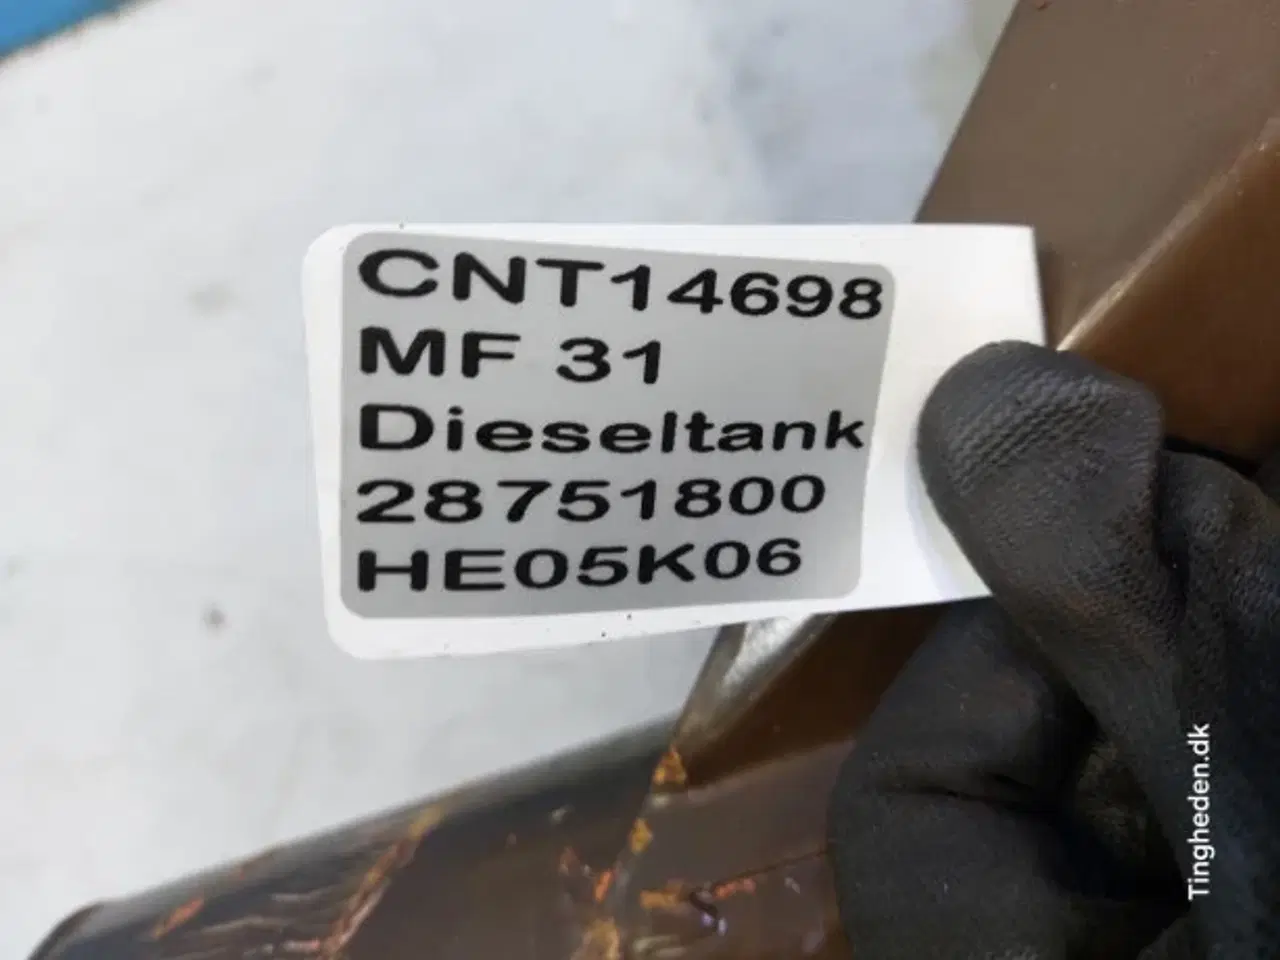 CNT14698
MF 31
Dieseltank
28751800
HE05K06
Tingheden.dk